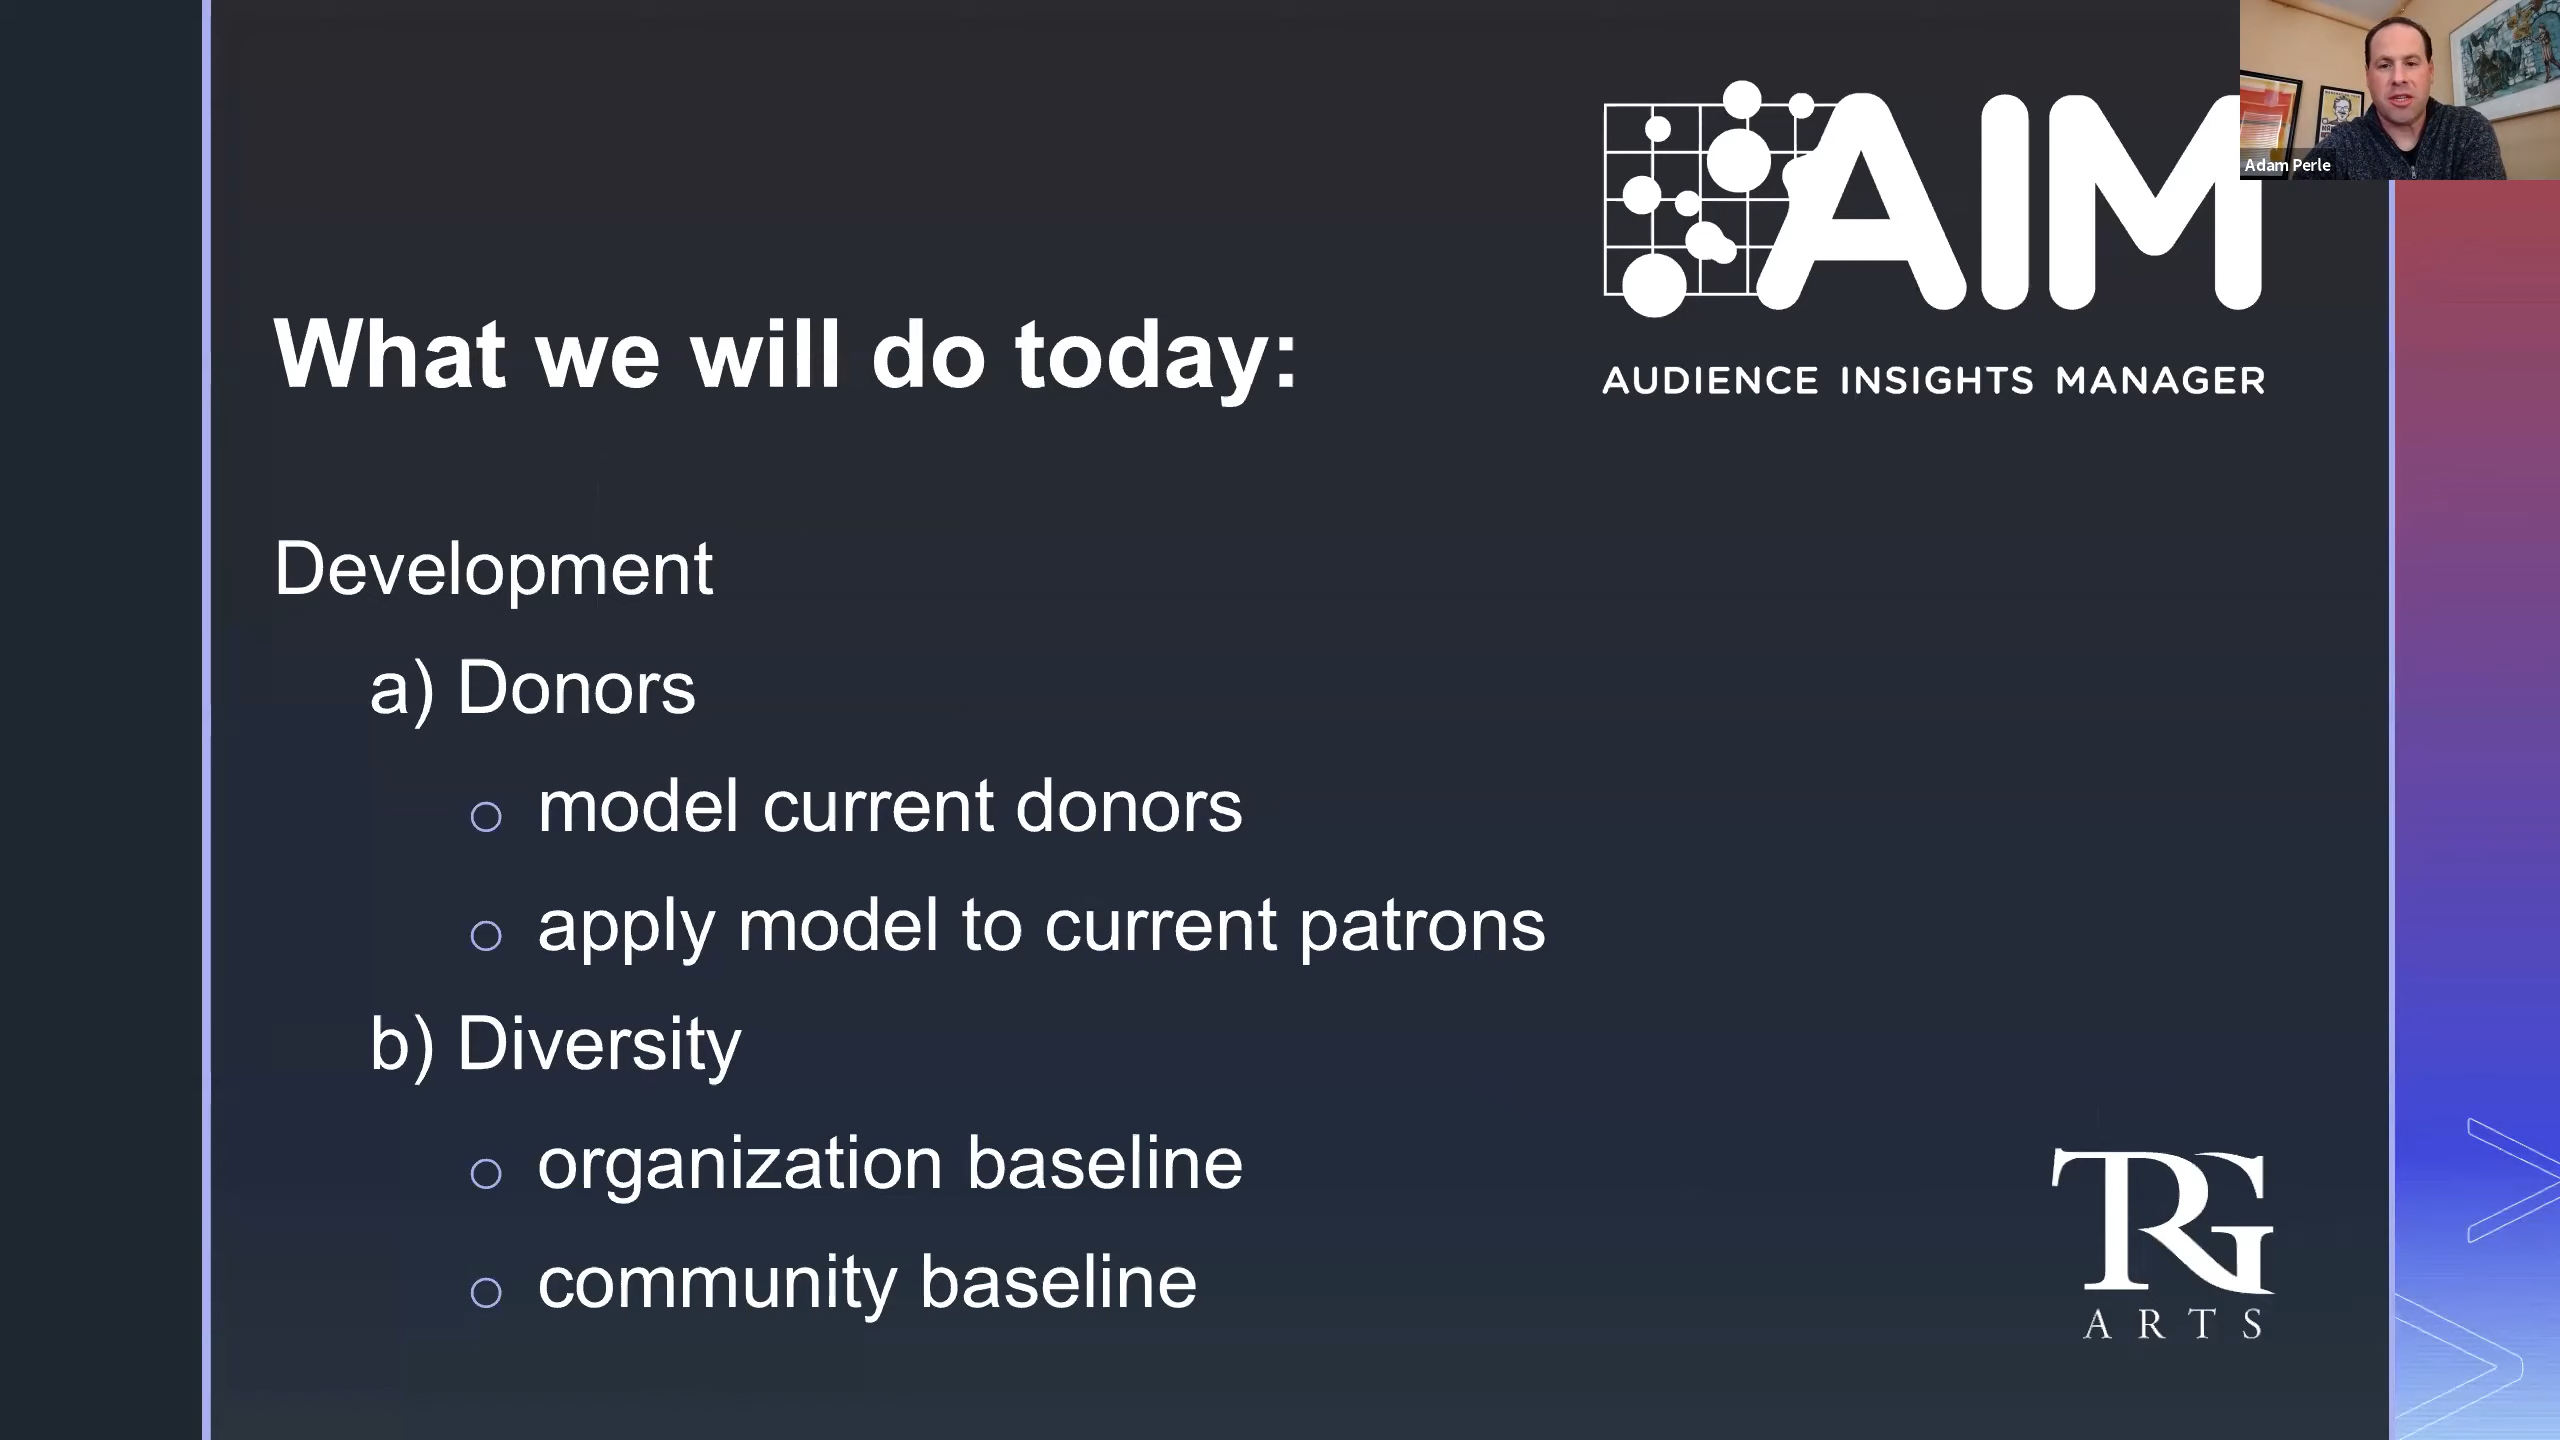 AIM
Adam Perle
AUDIENCE INSIGHTS MANAGER
What we will do today:
Development
a) Donors
o model current donors
o apply model to current patrons
b) Diversity
o organization baseline
o community baseline
TRG
ARTS